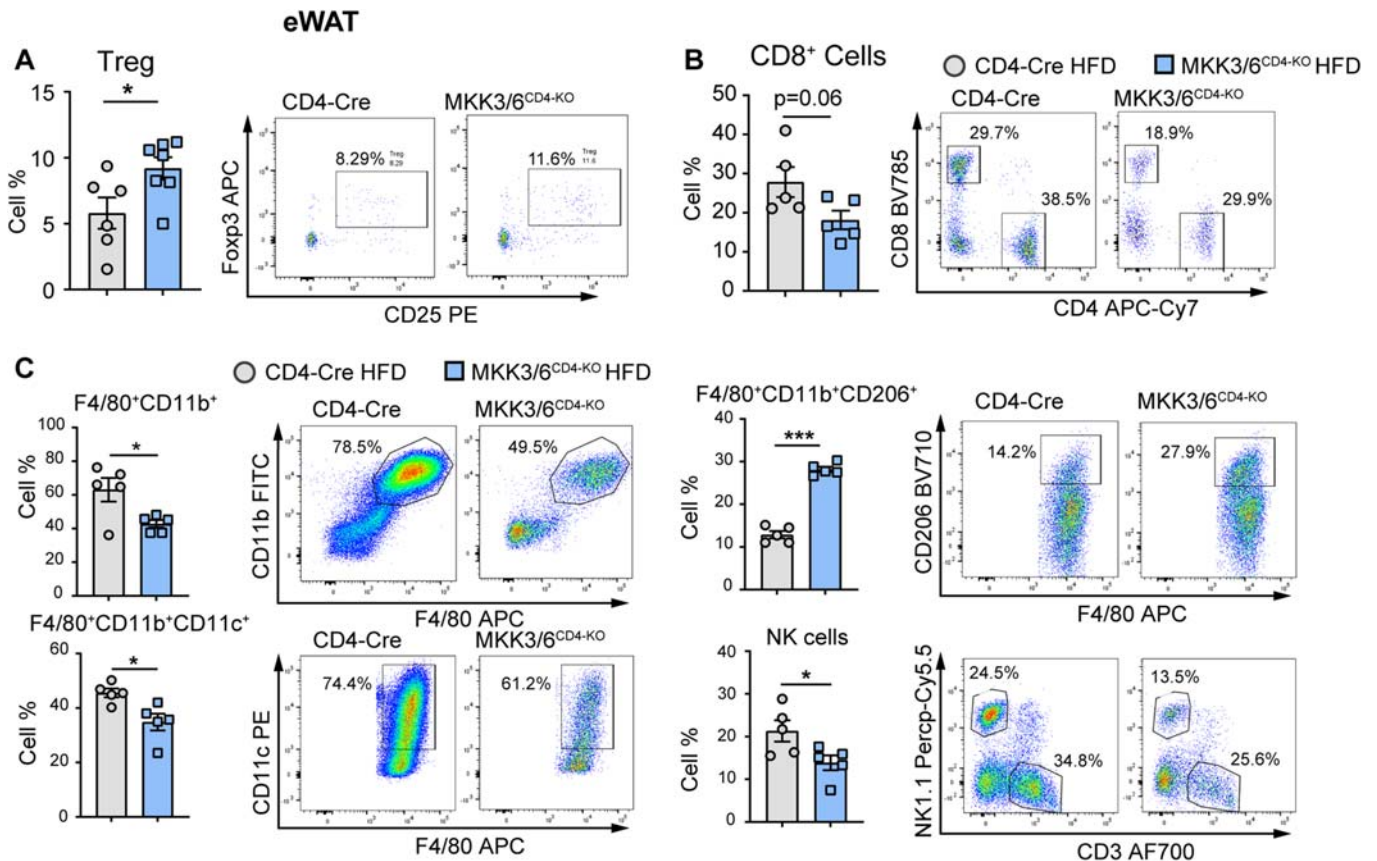 eWAT
A
Treg
*
15
10
5
0
Cell %
CD4-Cre
MKK3/6CD4-KO
8.29%
Treg
8.29
11.6%
Treg
11.6
Foxp3 APC
CD25 PE
B
CD8+ Cells
CD4-Cre HFD
MKK3/6CD4-KO HFD
p=0.06
50
40
30
20
10
0
Cell %
CD4-Cre
MKK3/6CD4-KO
29.7%
38.5%
18.9%
29.9%
CD8 BV785
CD4 APC-Cy7
C
CD4-Cre HFD
MKK3/6CD4-KO HFD
F4/80+CD11b+
*
100
80
60
40
20
0
Cell %
CD4-Cre
MKK3/6CD4-KO
78.5%
49.5%
CD11b FITC
F4/80 APC
F4/80+CD11b+CD11c+
*
60
40
20
0
Cell %
CD4-Cre
MKK3/6CD4-KO
74.4%
61.2%
CD11c PE
F4/80 APC
F4/80+CD11b+CD206+
***
40
30
20
10
0
Cell %
CD4-Cre
MKK3/6CD4-KO
14.2%
27.9%
CD206 BV710
F4/80 APC
NK cells
*
40
30
20
10
0
Cell %
24.5%
34.8%
13.5%
25.6%
NK1.1 Percp-Cy5.5
CD3 AF700